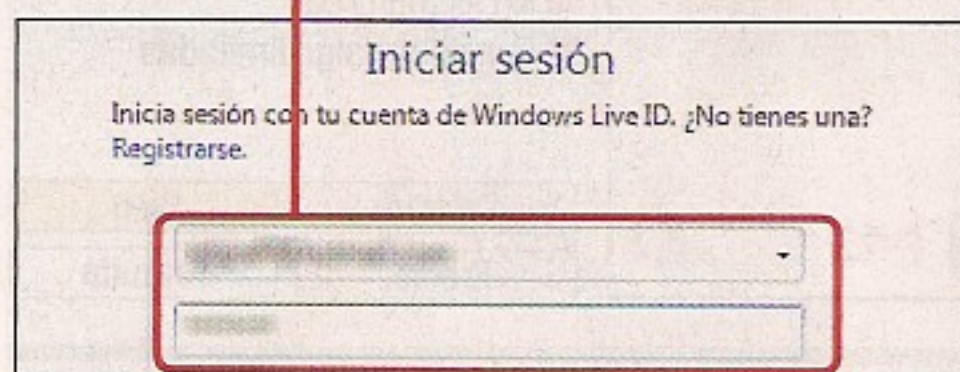 Iniciar sesión
Inicia sesión con tu cuenta de Windows Live ID. ¿No tienes una?
Registrarse.